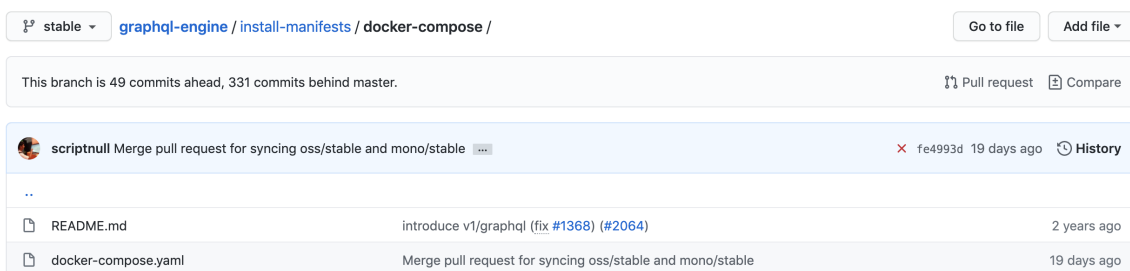 stable graphql-engine / install-manifests / docker-compose / Go to file Add file
This branch is 49 commits ahead, 331 commits behind master. Pull request Compare
scriptnull Merge pull request for syncing oss/stable and mono/stable ... fe4993d 19 days ago History
..
README.md introduce v1/graphql (fix #1368) (#2064) 2 years ago
docker-compose.yaml Merge pull request for syncing oss/stable and mono/stable 19 days ago